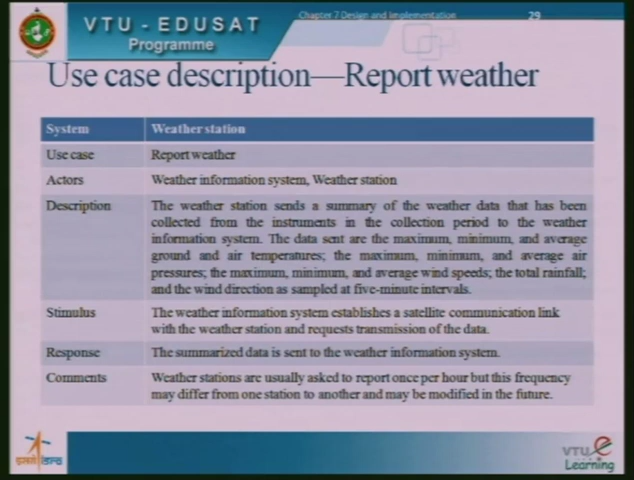 VTU - EDUSAT
Programme
Chapter 7 Design and Implementation
29
Use case description—Report weather
System Weather station
Use case Report weather
Actors Weather information system, Weather station
Description The weather station sends a summary of the weather data that has been
collected from the instruments in the collection period to the weather
information system. The data sent are the maximum, minimum, and average
ground and air temperatures; the maximum, minimum, and average air
pressures; the maximum, minimum, and average wind speeds; the total rainfall;
and the wind direction as sampled at five-minute intervals.
Stimulus The weather information system establishes a satellite communication link
with the weather station and requests transmission of the data.
Response The summarized data is sent to the weather information system.
Comments Weather stations are usually asked to report once per hour but this frequency
may differ from one station to another and may be modified in the future.
इसरो isro
VTU e
Learning